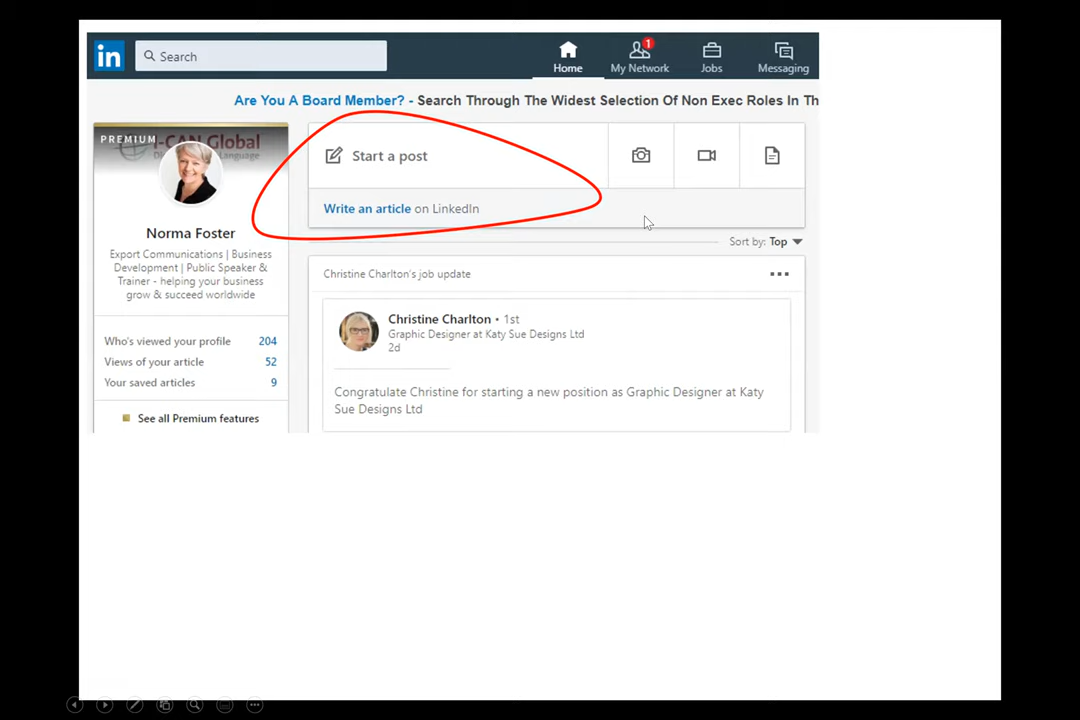 in
Search
Home
1
My Network
Jobs
Messaging
Are You A Board Member? - Search Through The Widest Selection Of Non Exec Roles In Th
PREMIUM
I-CAN Global
Language
Norma Foster
Export Communications | Business
Development | Public Speaker &
Trainer - helping your business
grow & succeed worldwide
Who's viewed your profile 204
Views of your article 52
Your saved articles 9
See all Premium features
Start a post
Write an article on LinkedIn
Sort by: Top
Christine Charlton's job update
Christine Charlton • 1st
Graphic Designer at Katy Sue Designs Ltd
2d
Congratulate Christine for starting a new position as Graphic Designer at Katy
Sue Designs Ltd